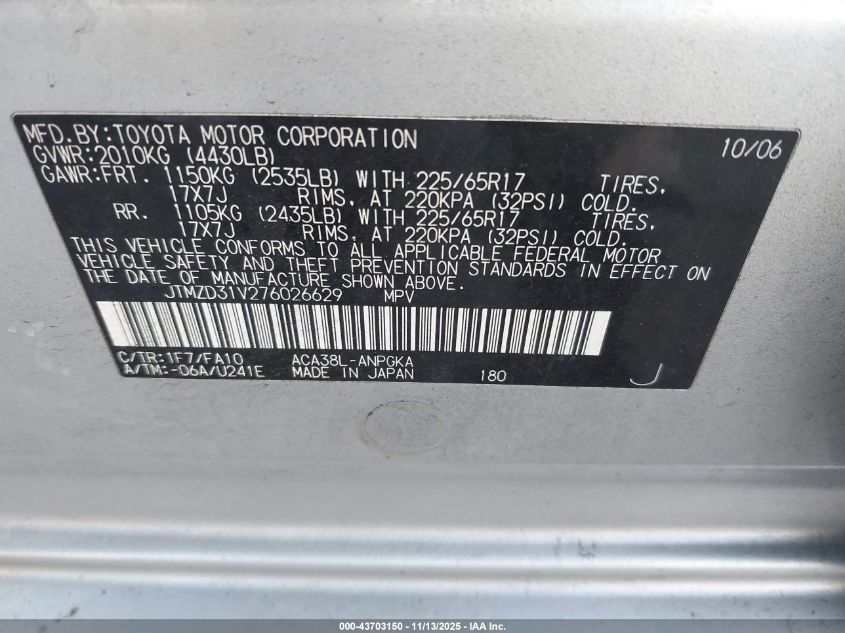 MFD.BY:TOYOTA MOTOR CORPORATION 10/06
GVWR:2010KG (4430LB)
GAWR:FRT. 1150KG (2535LB) WITH 225/65R17 TIRES,
17X7J RIMS, AT 220KPA (32PSI) COLD.
RR. 1105KG (2435LB) WITH 225/65R17 TIRES,
17X7J RIMS, AT 220KPA (32PSI) COLD.
THIS VEHICLE CONFORMS TO ALL APPLICABLE FEDERAL MOTOR
VEHICLE SAFETY AND THEFT PREVENTION STANDARDS IN EFFECT ON
THE DATE OF MANUFACTURE SHOWN ABOVE.
JTMZD31V276026629 MPV
C/TR:1F7/FA10 ACA38L-ANPGKA
A/TM:-06A/U241E MADE IN JAPAN 180 J
000-43703150 - 11/13/2025 - IAA Inc.